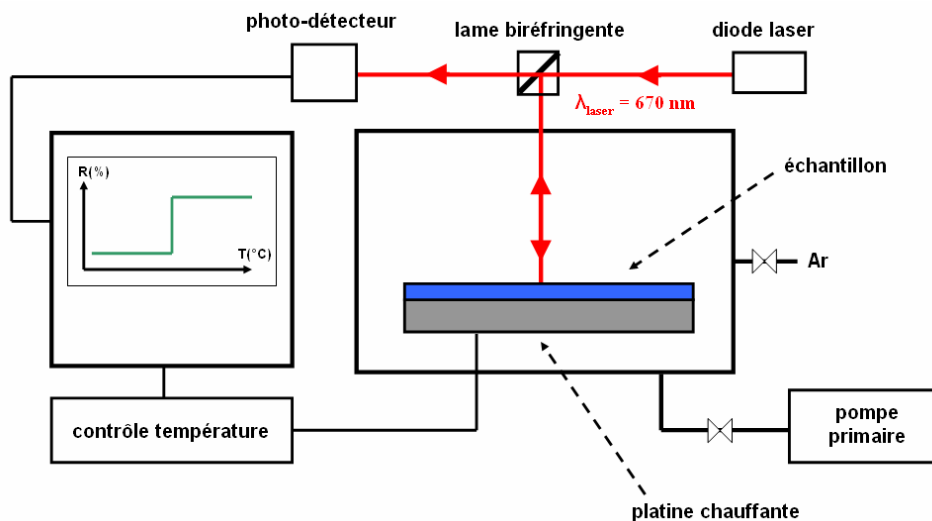 photo-détecteur
lame biréfringente
diode laser
λlaser = 670 nm
R(%)
T(°C)
échantillon
Ar
contrôle température
pompe
primaire
platine chauffante